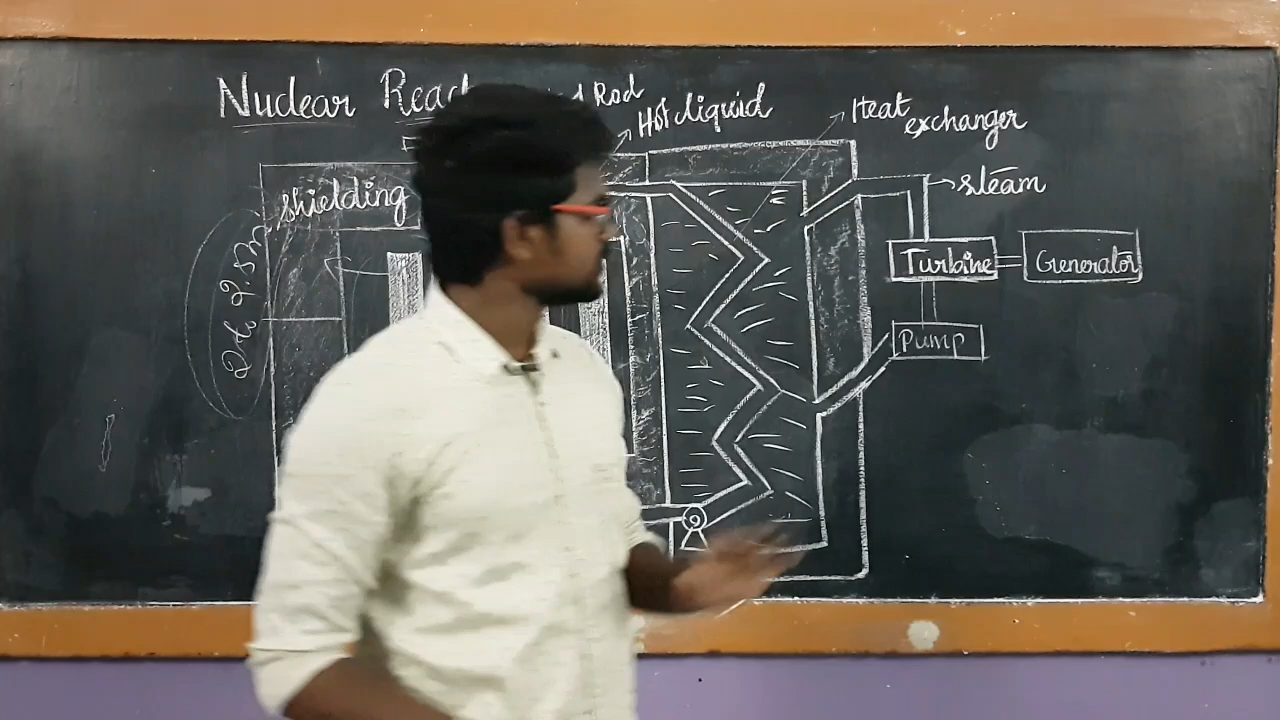 Nuclear Reac
Rod
Hot liquid
Heat
exchanger
steam
shielding
Turbine
Generator
Pump